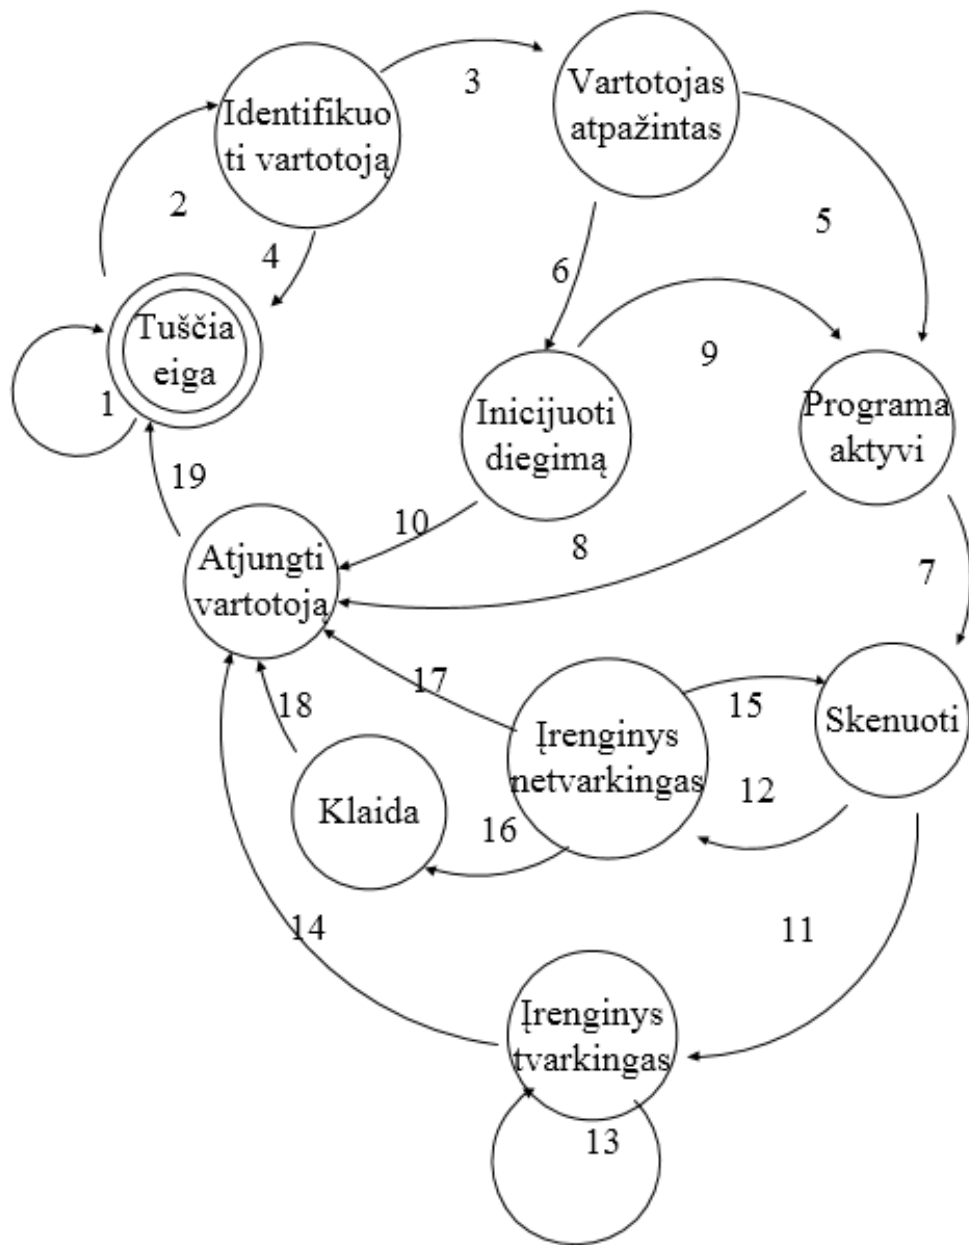 Vartotojas
atpažintas
3
Identifikuo
ti vartotoją
2
5
4
6
Tuščia
eiga
9
1
Inicijuoti
diegimą
Programa
aktyvi
19
10
8
7
Atjungti
vartotoją
17
18
15
Skenuoti
Įrenginys
netvarkingas
12
Klaida
16
14
11
Įrenginys
tvarkingas
13